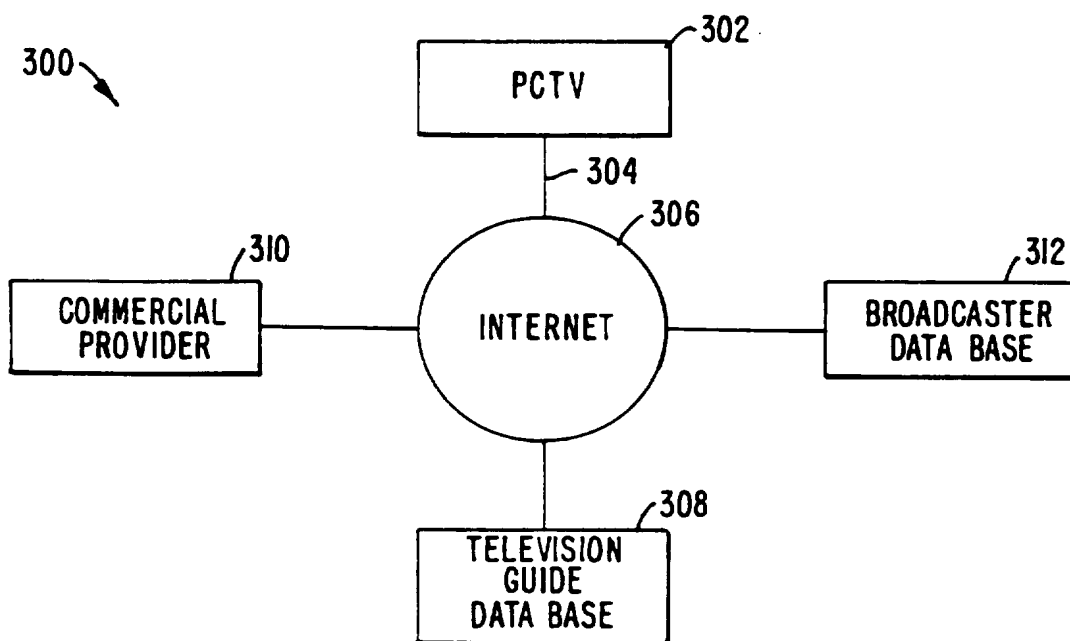 302
300
PCTV
304
306
310
312
COMMERCIAL
PROVIDER
INTERNET
BROADCASTER
DATA BASE
308
TELEVISION
GUIDE
DATA BASE